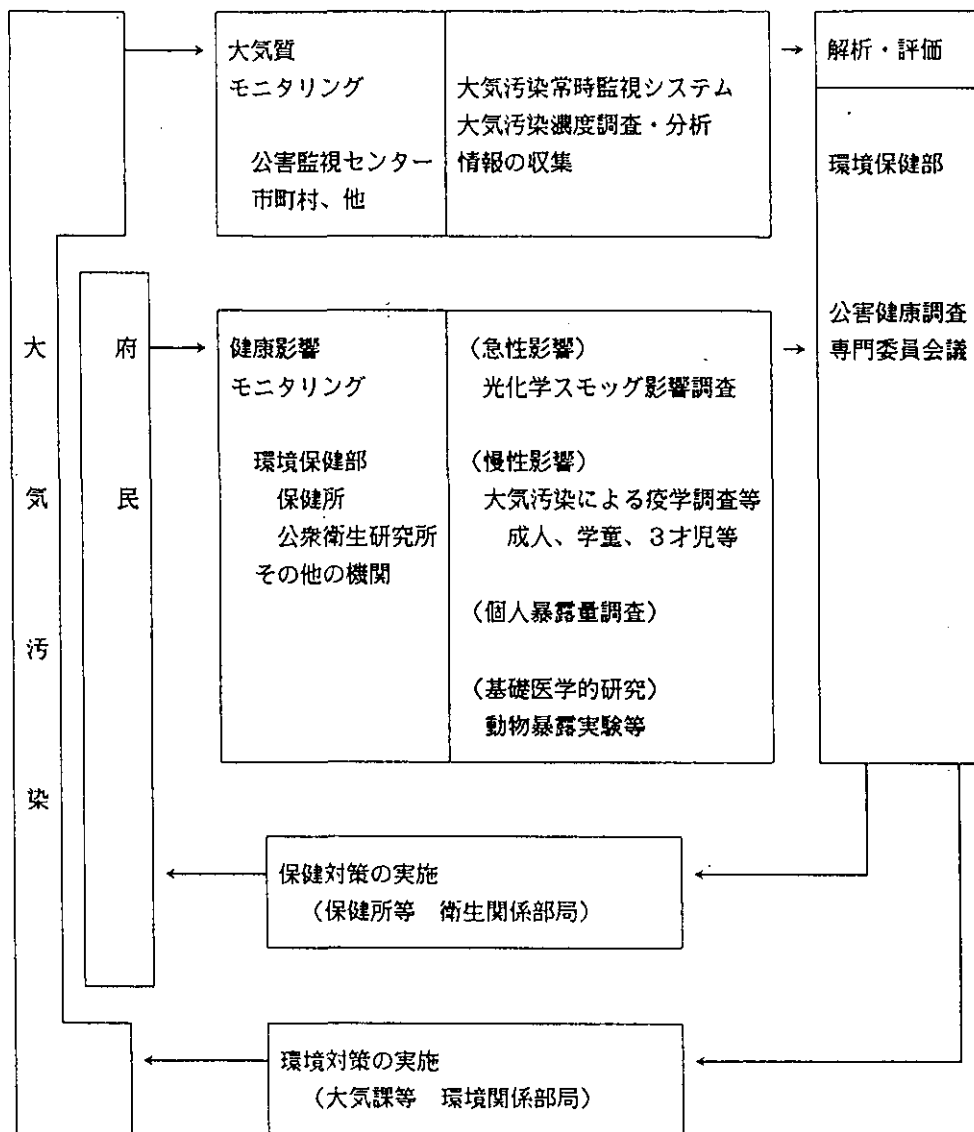 大気汚染
府民
大気質
モニタリング
公害監視センター
市町村、他
大気汚染常時監視システム
大気汚染濃度調査・分析
情報の収集
解析・評価
環境保健部
公害健康調査
専門委員会議
健康影響
モニタリング
環境保健部
保健所
公衆衛生研究所
その他の機関
（急性影響）
光化学スモッグ影響調査
（慢性影響）
大気汚染による疫学調査等
成人、学童、３才児等
（個人暴露量調査）
（基礎医学的研究）
動物暴露実験等
保健対策の実施
（保健所等　衛生関係部局）
環境対策の実施
（大気課等　環境関係部局）